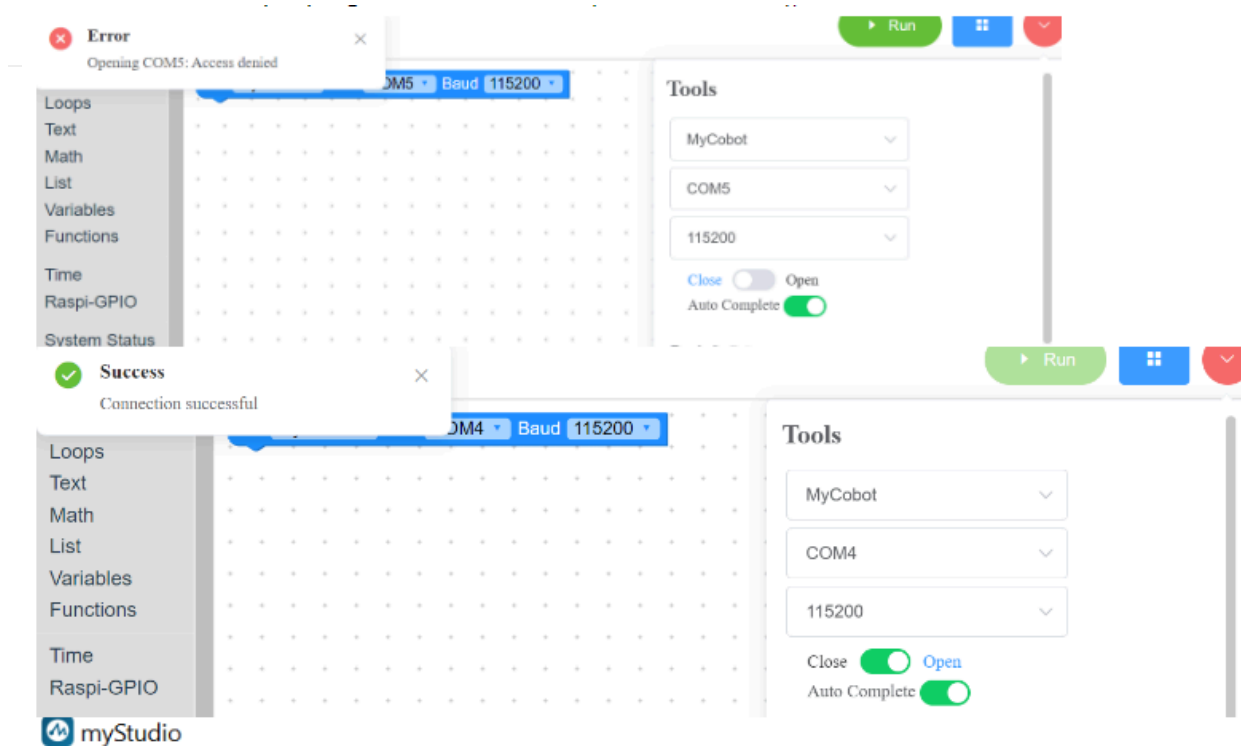 Error
Opening COM5: Access denied
Run
OM5 Baud 115200
Tools
Loops
Text
Math
List
Variables
Functions
Time
Raspi-GPIO
System Status
MyCobot
COM5
115200
Close Open
Auto Complete
Success
Connection successful
Run
OM4 Baud 115200
Tools
Loops
Text
Math
List
Variables
Functions
Time
Raspi-GPIO
MyCobot
COM4
115200
Close Open
Auto Complete
myStudio